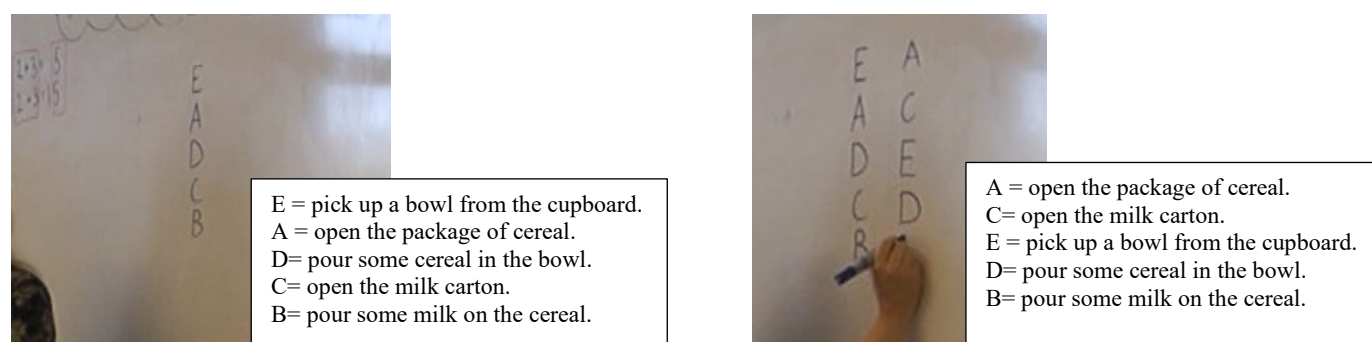 E
A
D
C
B
E = pick up a bowl from the cupboard.
A = open the package of cereal.
D= pour some cereal in the bowl.
C= open the milk carton.
B= pour some milk on the cereal.
E A
A C
D E
C D
B
A = open the package of cereal.
C= open the milk carton.
E = pick up a bowl from the cupboard.
D= pour some cereal in the bowl.
B= pour some milk on the cereal.